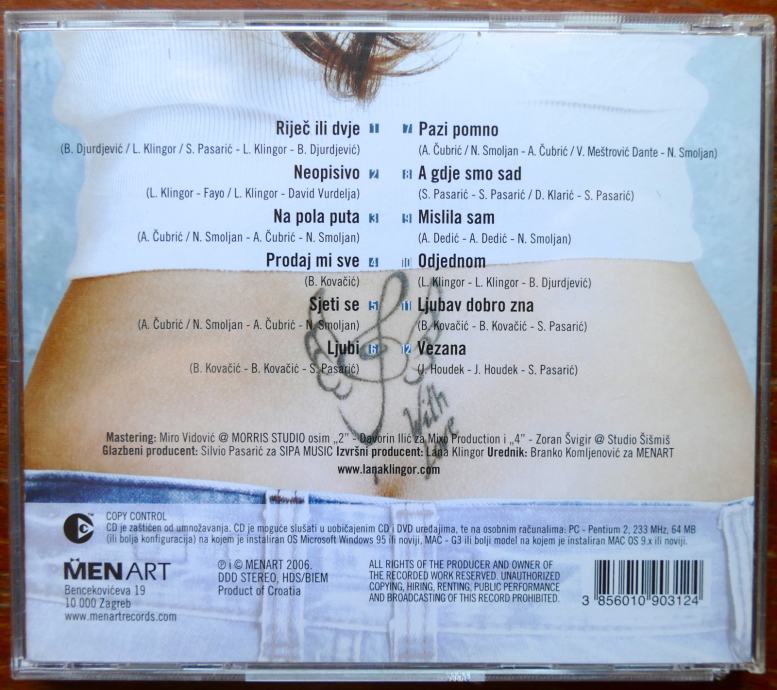 Riječ ili dvje 1
(B. Djurdjević / L. Klingor / S. Pasarić - L. Klingor - B. Djurdjević)
Neopisivo 2
(L. Klingor - Fayo / L. Klingor - David Vurdelja)
Na pola puta 3
(A. Čubrić / N. Smoljan - A. Čubrić - N. Smoljan)
Prodaj mi sve 4
(B. Kovačić)
Sjeti se 5
(A. Čubrić / N. Smoljan - A. Čubrić - N. Smoljan)
Ljubi 6
(B. Kovačić - B. Kovačić - S. Pasarić)
7 Pazi pomno
(A. Čubrić / N. Smoljan - A. Čubrić / V. Meštrović Dante - N. Smoljan)
8 A gdje smo sad
(S. Pasarić - S. Pasarić / D. Klarić - S. Pasarić)
9 Mislila sam
(A. Dedić - A. Dedić - N. Smoljan)
10 Odjednom
(L. Klingor - L. Klingor - B. Djurdjević)
11 Ljubav dobro zna
(B. Kovačić - B. Kovačić - S. Pasarić)
12 Vezana
(J. Houdek - J. Houdek - S. Pasarić)
With
love
Mastering: Miro Vidović @ MORRIS STUDIO osim „2” - Davorin Ilić za Mixo Production i „4” - Zoran Švigir @ Studio Šišmiš
Glazbeni producent: Silvio Pasarić za SIPA MUSIC Izvršni producent: Lana Klingor Urednik: Branko Komljenović za MENART
www.lanaklingor.com
COPY CONTROL
CD je zaštićen od umnožavanja. CD je moguće slušati u uobičajenim CD i DVD uređajima, te na osobnim računalima: PC - Pentium 2, 233 MHz, 64 MB
(ili bolja konfiguracija) na kojem je instaliran OS Microsoft Windows 95 ili noviji, MAC - G3 ili bolji model na kojem je instaliran MAC OS 9.x ili noviji.
MENART
Bencekovićeva 19
10 000 Zagreb
www.menartrecords.com
℗ i © MENART 2006.
DDD STEREO, HDS/BIEM
Product of Croatia
ALL RIGHTS OF THE PRODUCER AND OWNER OF
THE RECORDED WORK RESERVED. UNAUTHORIZED
COPYING, HIRING, RENTING, PUBLIC PERFORMANCE
AND BROADCASTING OF THIS RECORD PROHIBITED.
3 856010 903124